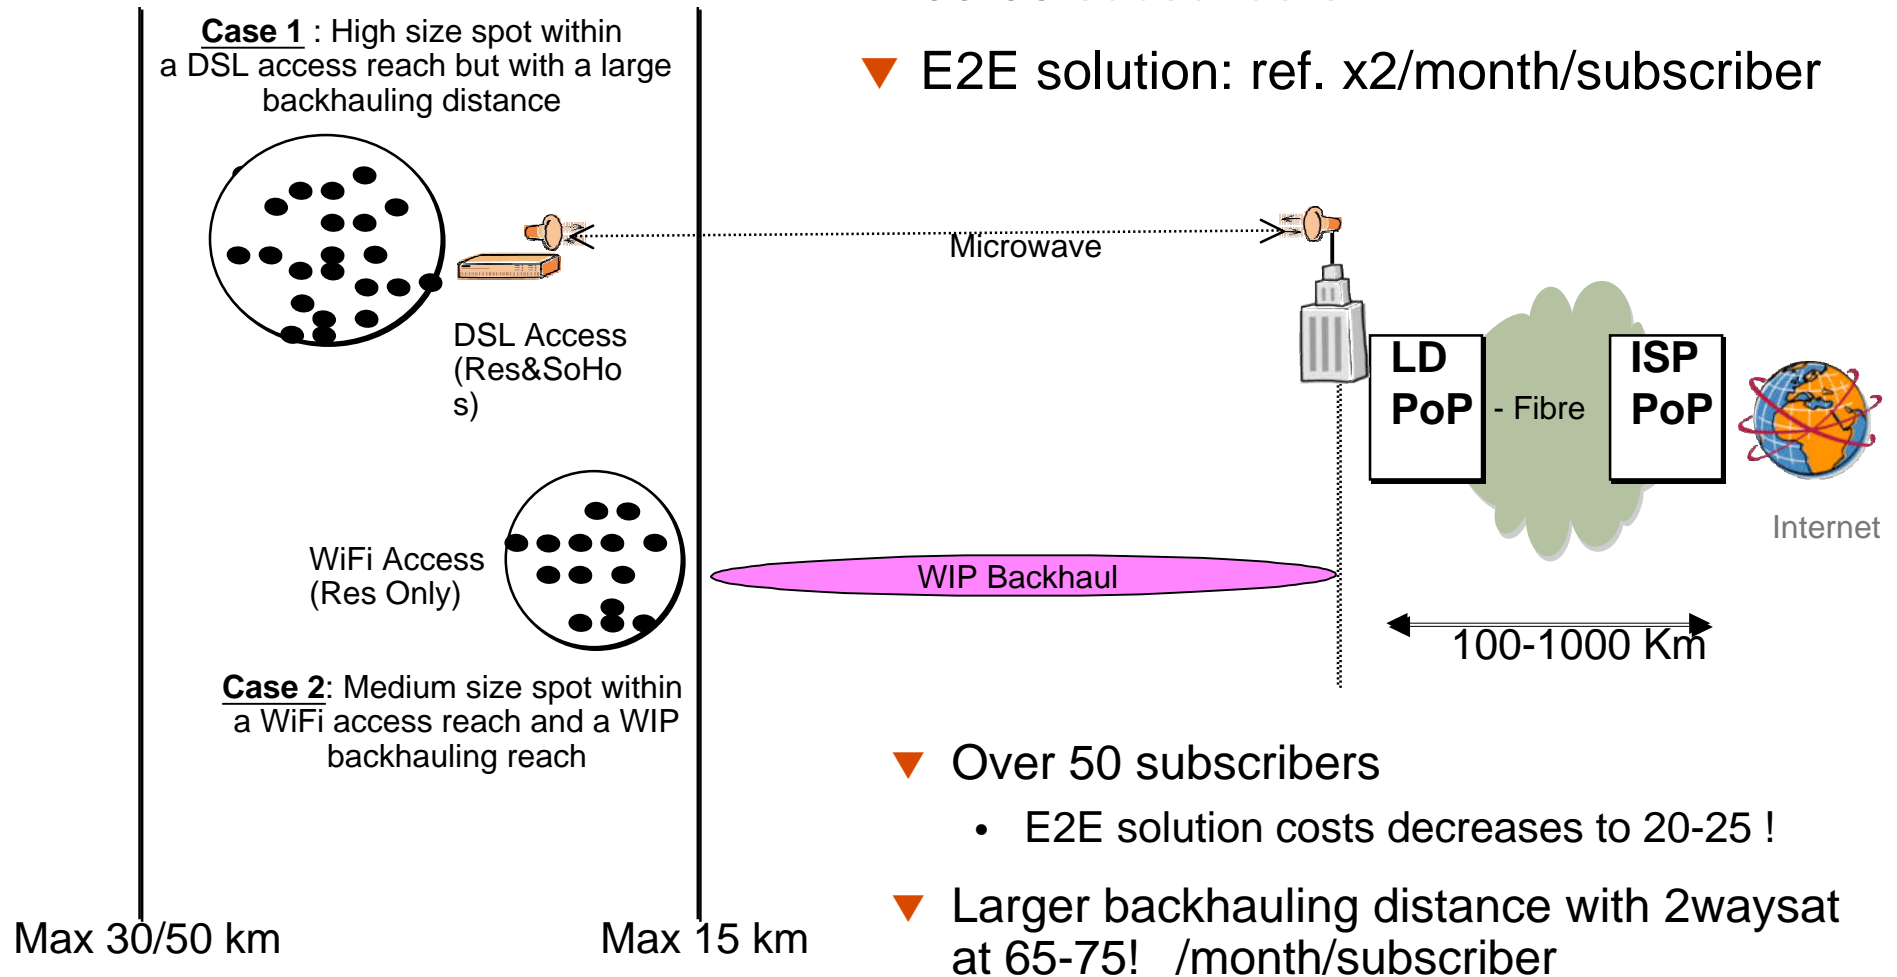 Case 1 : High size spot within
a DSL access reach but with a large
backhauling distance
E2E solution: ref. x2/month/subscriber
Microwave
DSL Access
(Res&SoHo
s)
LD
PoP
- Fibre
ISP
PoP
Internet
WiFi Access
(Res Only)
WIP Backhaul
100-1000 Km
Case 2: Medium size spot within
a WiFi access reach and a WIP
backhauling reach
Over 50 subscribers
• E2E solution costs decreases to 20-25 !
Larger backhauling distance with 2waysat
at 65-75! /month/subscriber
Max 30/50 km
Max 15 km